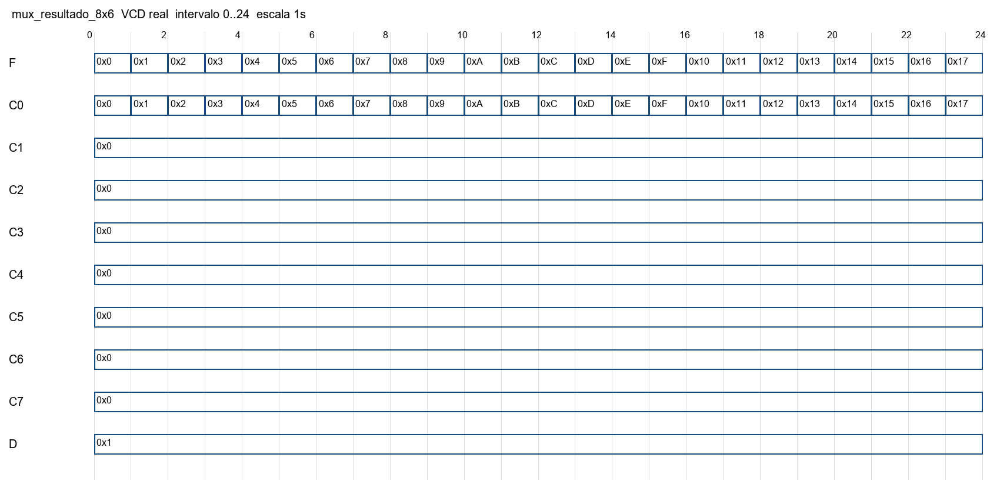 mux_resultado_8x6 VCD real intervalo 0..24 escala 1s
0 2 4 6 8 10 12 14 16 18 20 22 24
F 0x0 0x1 0x2 0x3 0x4 0x5 0x6 0x7 0x8 0x9 0xA 0xB 0xC 0xD 0xE 0xF 0x10 0x11 0x12 0x13 0x14 0x15 0x16 0x17
C0 0x0 0x1 0x2 0x3 0x4 0x5 0x6 0x7 0x8 0x9 0xA 0xB 0xC 0xD 0xE 0xF 0x10 0x11 0x12 0x13 0x14 0x15 0x16 0x17
C1 0x0
C2 0x0
C3 0x0
C4 0x0
C5 0x0
C6 0x0
C7 0x0
D 0x1